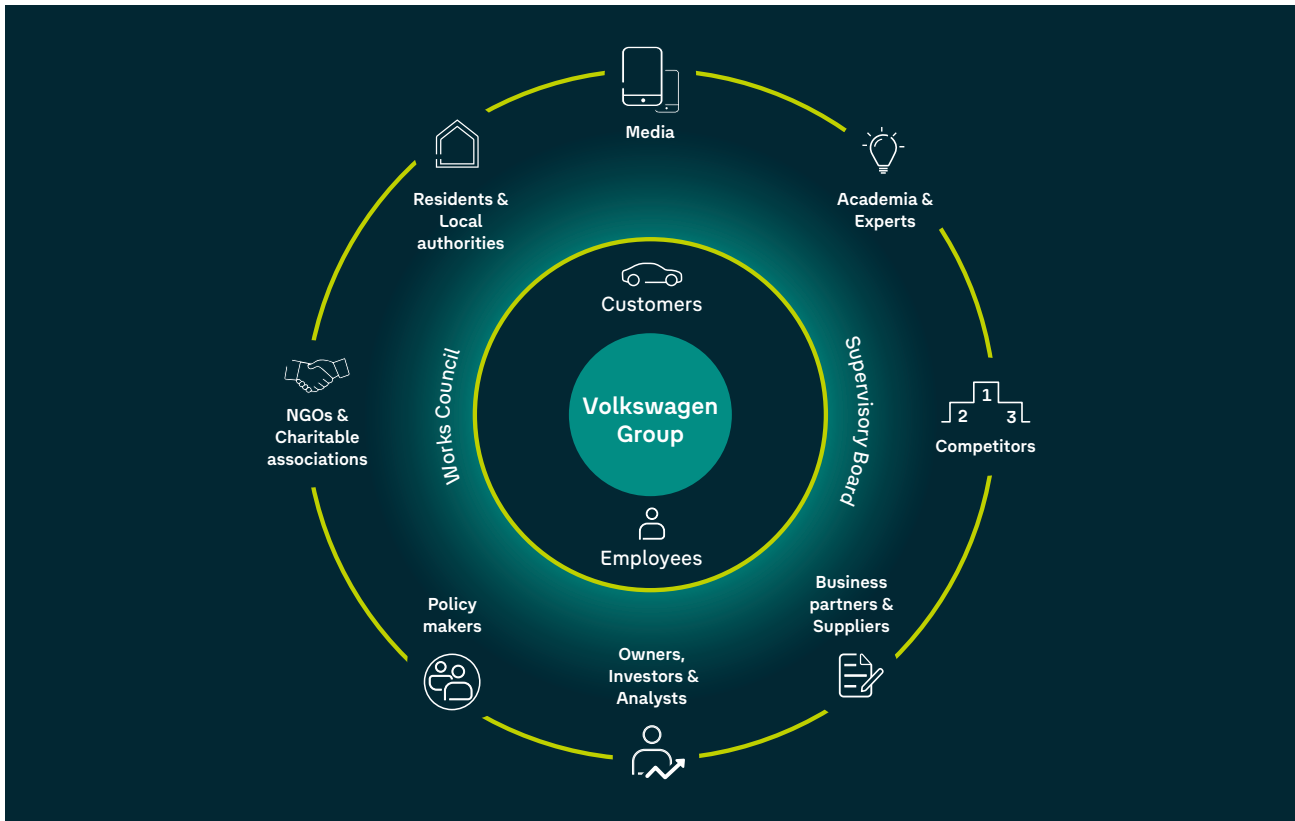 Media
Residents &
Local
authorities
Academia &
Experts
Customers
Works Council
Supervisory Board
Volkswagen
Group
NGOs &
Charitable
associations
1
2
3
Competitors
Employees
Policy
makers
Business
partners &
Suppliers
Owners,
Investors &
Analysts